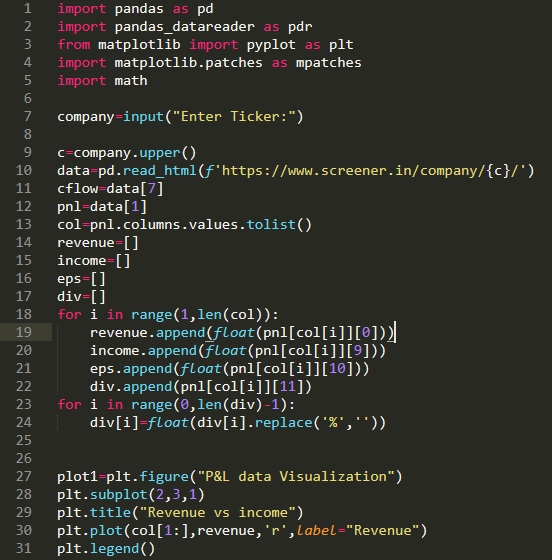 1 import pandas as pd
2 import pandas_datareader as pdr
3 from matplotlib import pyplot as plt
4 import matplotlib.patches as mpatches
5 import math
6
7 company=input("Enter Ticker:")
8
9 c=company.upper()
10 data=pd.read_html(f'https://www.screener.in/company/{c}/')
11 cflow=data[7]
12 pnl=data[1]
13 col=pnl.columns.values.tolist()
14 revenue=[]
15 income=[]
16 eps=[]
17 div=[]
18 for i in range(1,len(col)):
19     revenue.append(float(pnl[col[i]][0]))
20     income.append(float(pnl[col[i]][9]))
21     eps.append(float(pnl[col[i]][10]))
22     div.append(pnl[col[i]][11])
23 for i in range(0,len(div)-1):
24     div[i]=float(div[i].replace('%',''))
25
26
27 plot1=plt.figure("P&L data Visualization")
28 plt.subplot(2,3,1)
29 plt.title("Revenue vs income")
30 plt.plot(col[1:],revenue,'r',label="Revenue")
31 plt.legend()